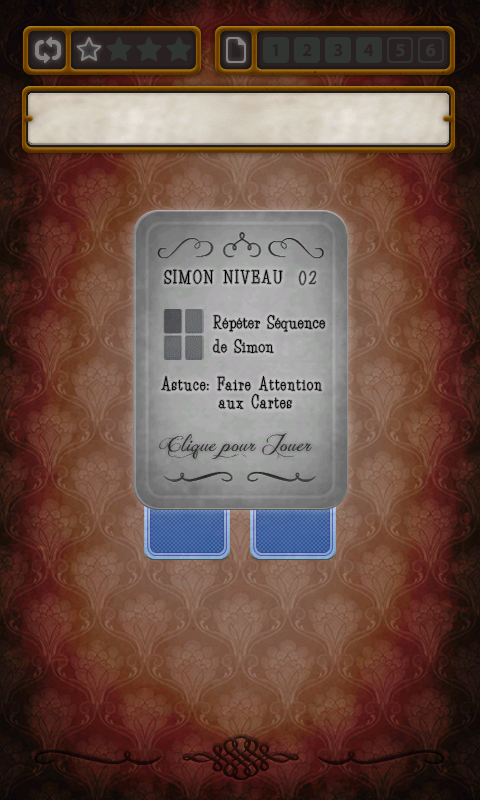 1 2 3 4 5 6
SIMON NIVEAU 02
Répéter Séquence
de Simon
Astuce: Faire Attention
aux Cartes
Clique pour Jouer